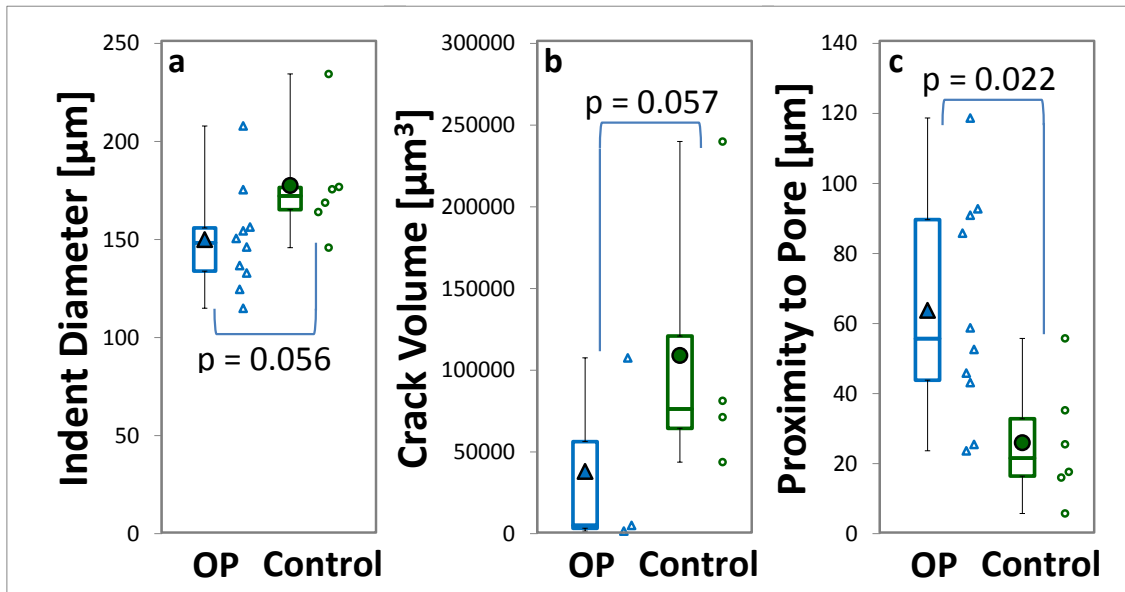 Indent Diameter [µm]
250
200
150
100
50
0
a
p = 0.056
OP Control
Crack Volume [µm³]
300000
250000
200000
150000
100000
50000
0
b
p = 0.057
OP Control
Proximity to Pore [µm]
140
120
100
80
60
40
20
0
c
p = 0.022
OP Control